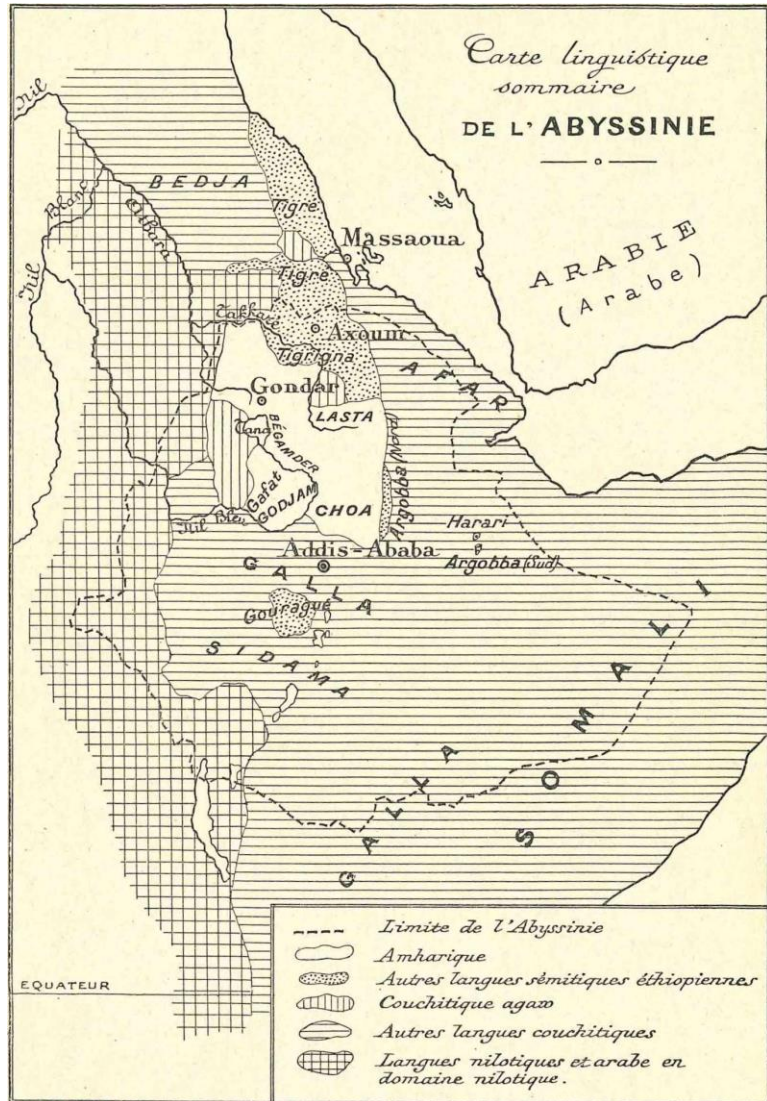 Carte linguistique
sommaire
DE L'ABYSSINIE
ARABIE
(Arabe)
Nil
Blanc
Nil
Atbara
BEDJA
Tigré
Massaoua
Tigré
Takkazé
Axoum
Tigrigna
AFAR
Gondar
LASTA
Tana
BÉGAMDER
Gafat
GODJAM
CHOA
Argobba (Nord)
Nil Bleu
Harari
Argobba (Sud)
Addis-Ababa
GALLA
Gouragué
SIDAMA
SOMALI
GALLA
EQUATEUR
Limite de l'Abyssinie
Amharique
Autres langues sémitiques éthiopiennes
Couchitique agaw
Autres langues couchitiques
Langues nilotiques et arabe en
domaine nilotique.